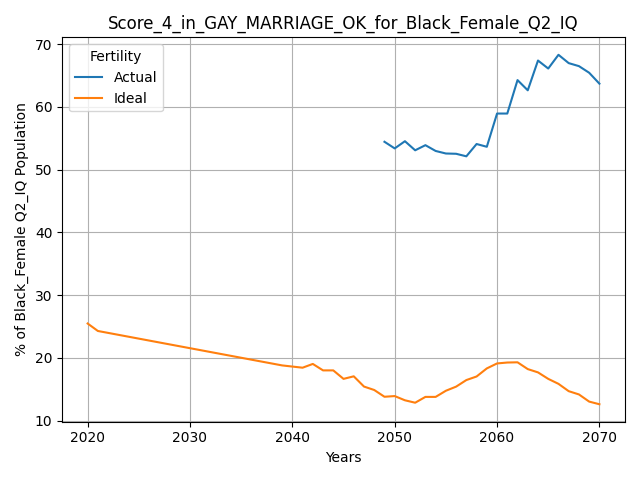 Score_4_in_GAY_MARRIAGE_OK_for_Black_Female_Q2_IQ
% of Black_Female Q2_IQ Population
70
60
50
40
30
20
10
Fertility
Actual
Ideal
2020 2030 2040 2050 2060 2070
Years